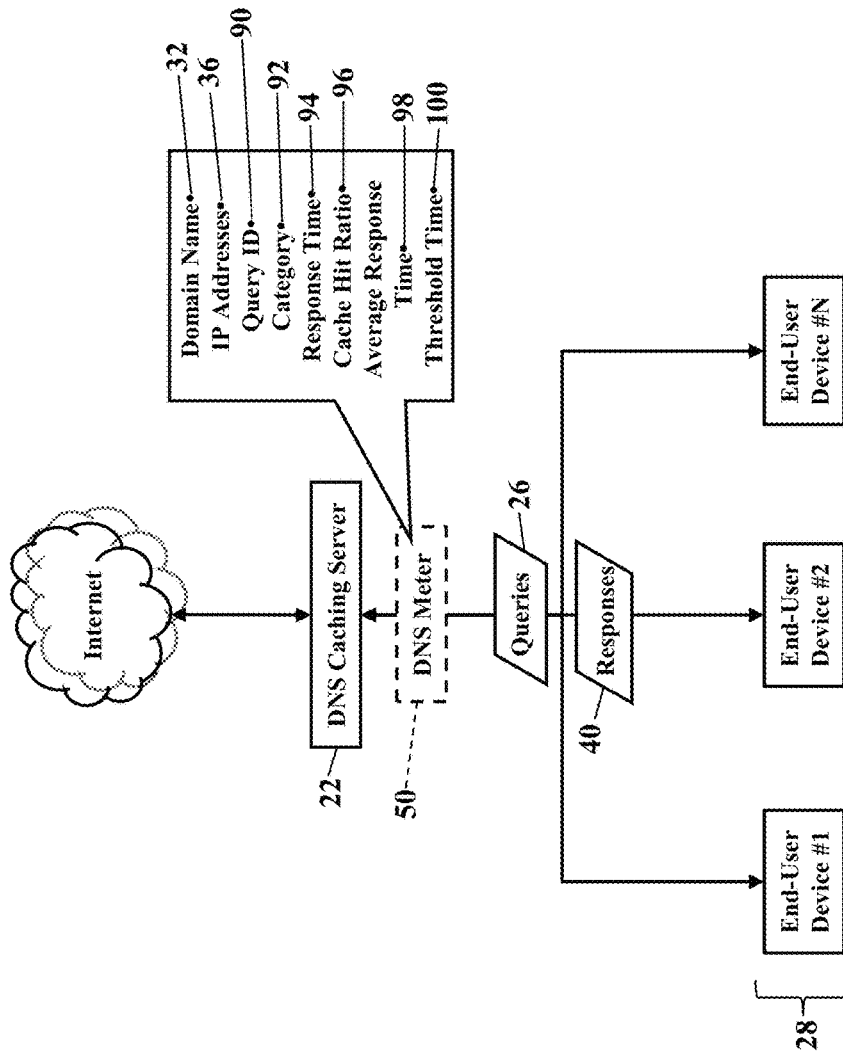 Internet
DNS Caching Server
22
DNS Meter
50
Domain Name•
32
IP Addresses•
36
Query ID•
90
Category•
92
Response Time•
94
Cache Hit Ratio•
96
Average Response
Time•
98
Threshold Time•
100
Queries
26
Responses
40
End-User
Device #1
End-User
Device #2
End-User
Device #N
28